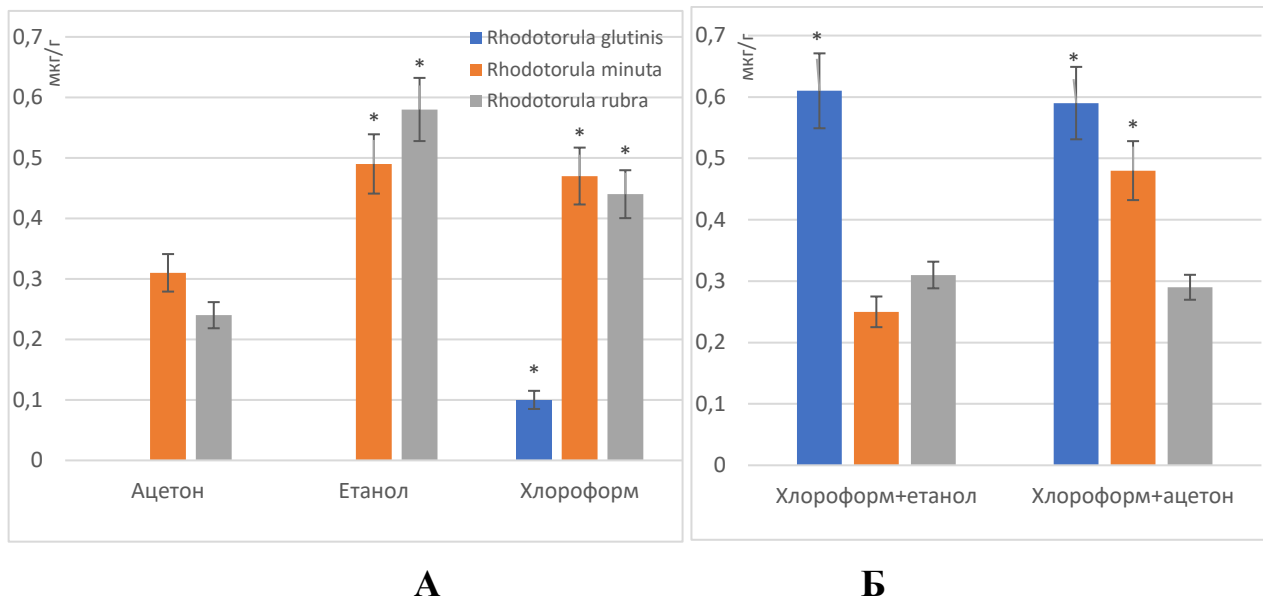 0,7
0,6
0,5
0,4
0,3
0,2
0,1
0
мкг/г
Rhodotorula glutinis
Rhodotorula minuta
Rhodotorula rubra
*
*
*
*
*
Ацетон
Етанол
Хлороформ
А
0,7
0,6
0,5
0,4
0,3
0,2
0,1
0
мкг/г
*
*
*
Хлороформ+етанол
Хлороформ+ацетон
Б